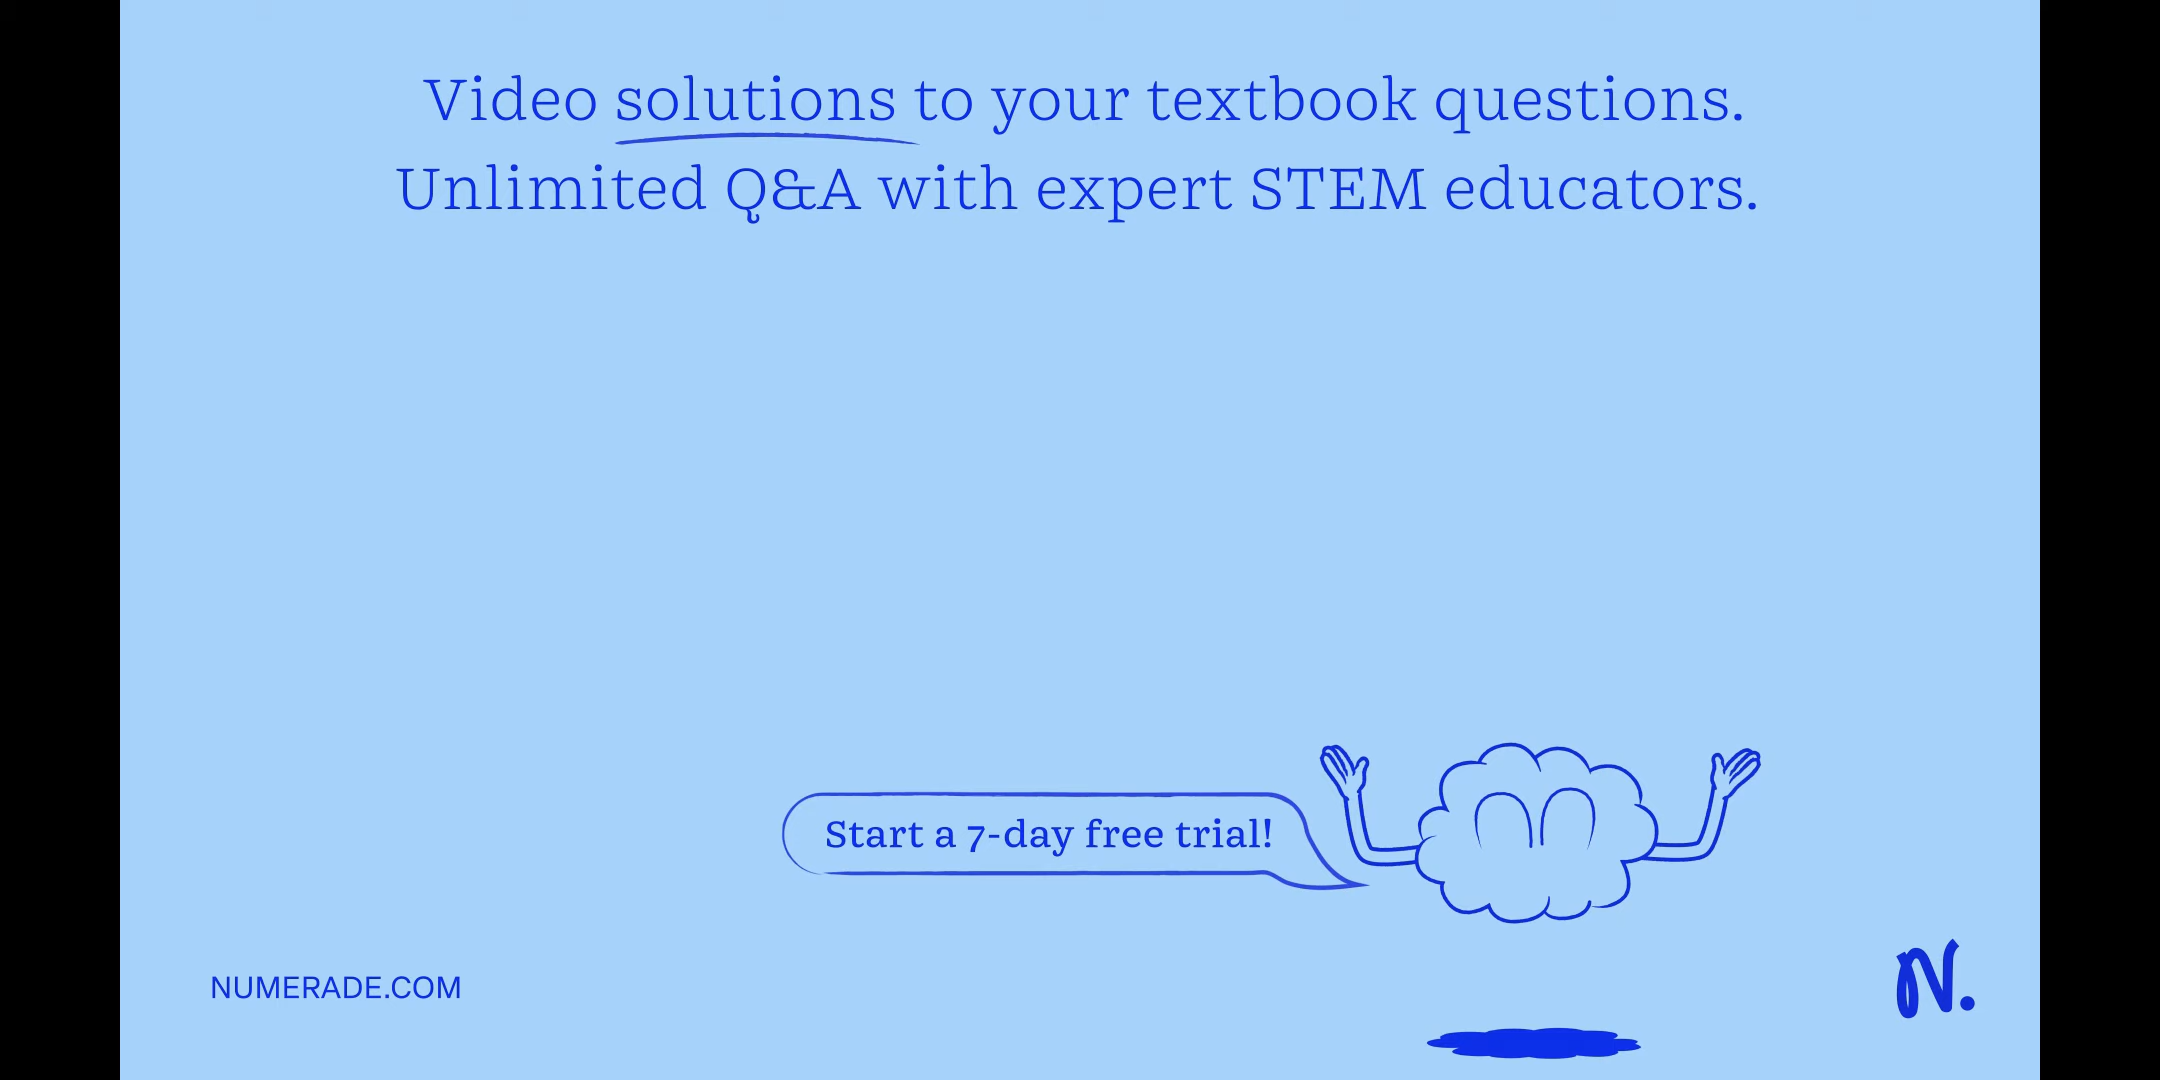 Video solutions to your textbook questions.
Unlimited Q&A with expert STEM educators.
Start a 7-day free trial!
NUMERADE.COM
N.